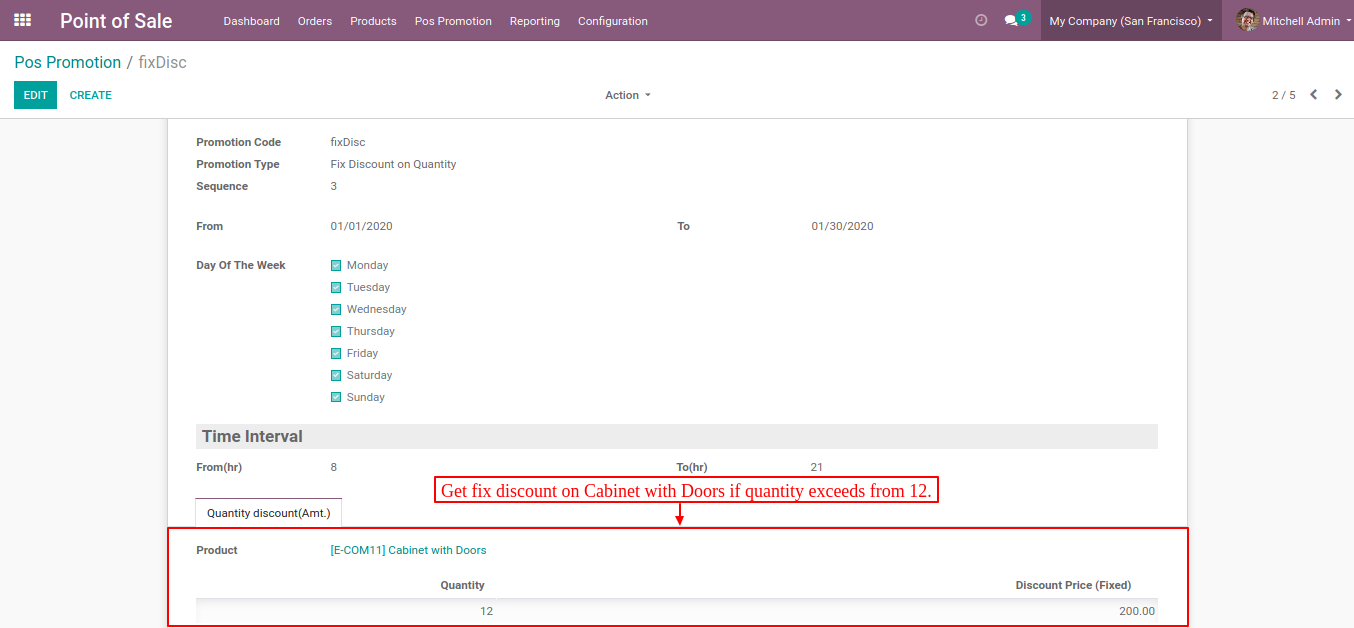 Point of Sale Dashboard Orders Products Pos Promotion Reporting Configuration 3 My Company (San Francisco) Mitchell Admin
Pos Promotion / fixDisc
EDIT CREATE Action 2 / 5
Promotion Code fixDisc
Promotion Type Fix Discount on Quantity
Sequence 3
From 01/01/2020 To 01/30/2020
Day Of The Week Monday
Tuesday
Wednesday
Thursday
Friday
Saturday
Sunday
Time Interval
From(hr) 8 To(hr) 21
Get fix discount on Cabinet with Doors if quantity exceeds from 12.
Quantity discount(Amt.)
Product [E-COM11] Cabinet with Doors
Quantity Discount Price (Fixed)
12 200.00